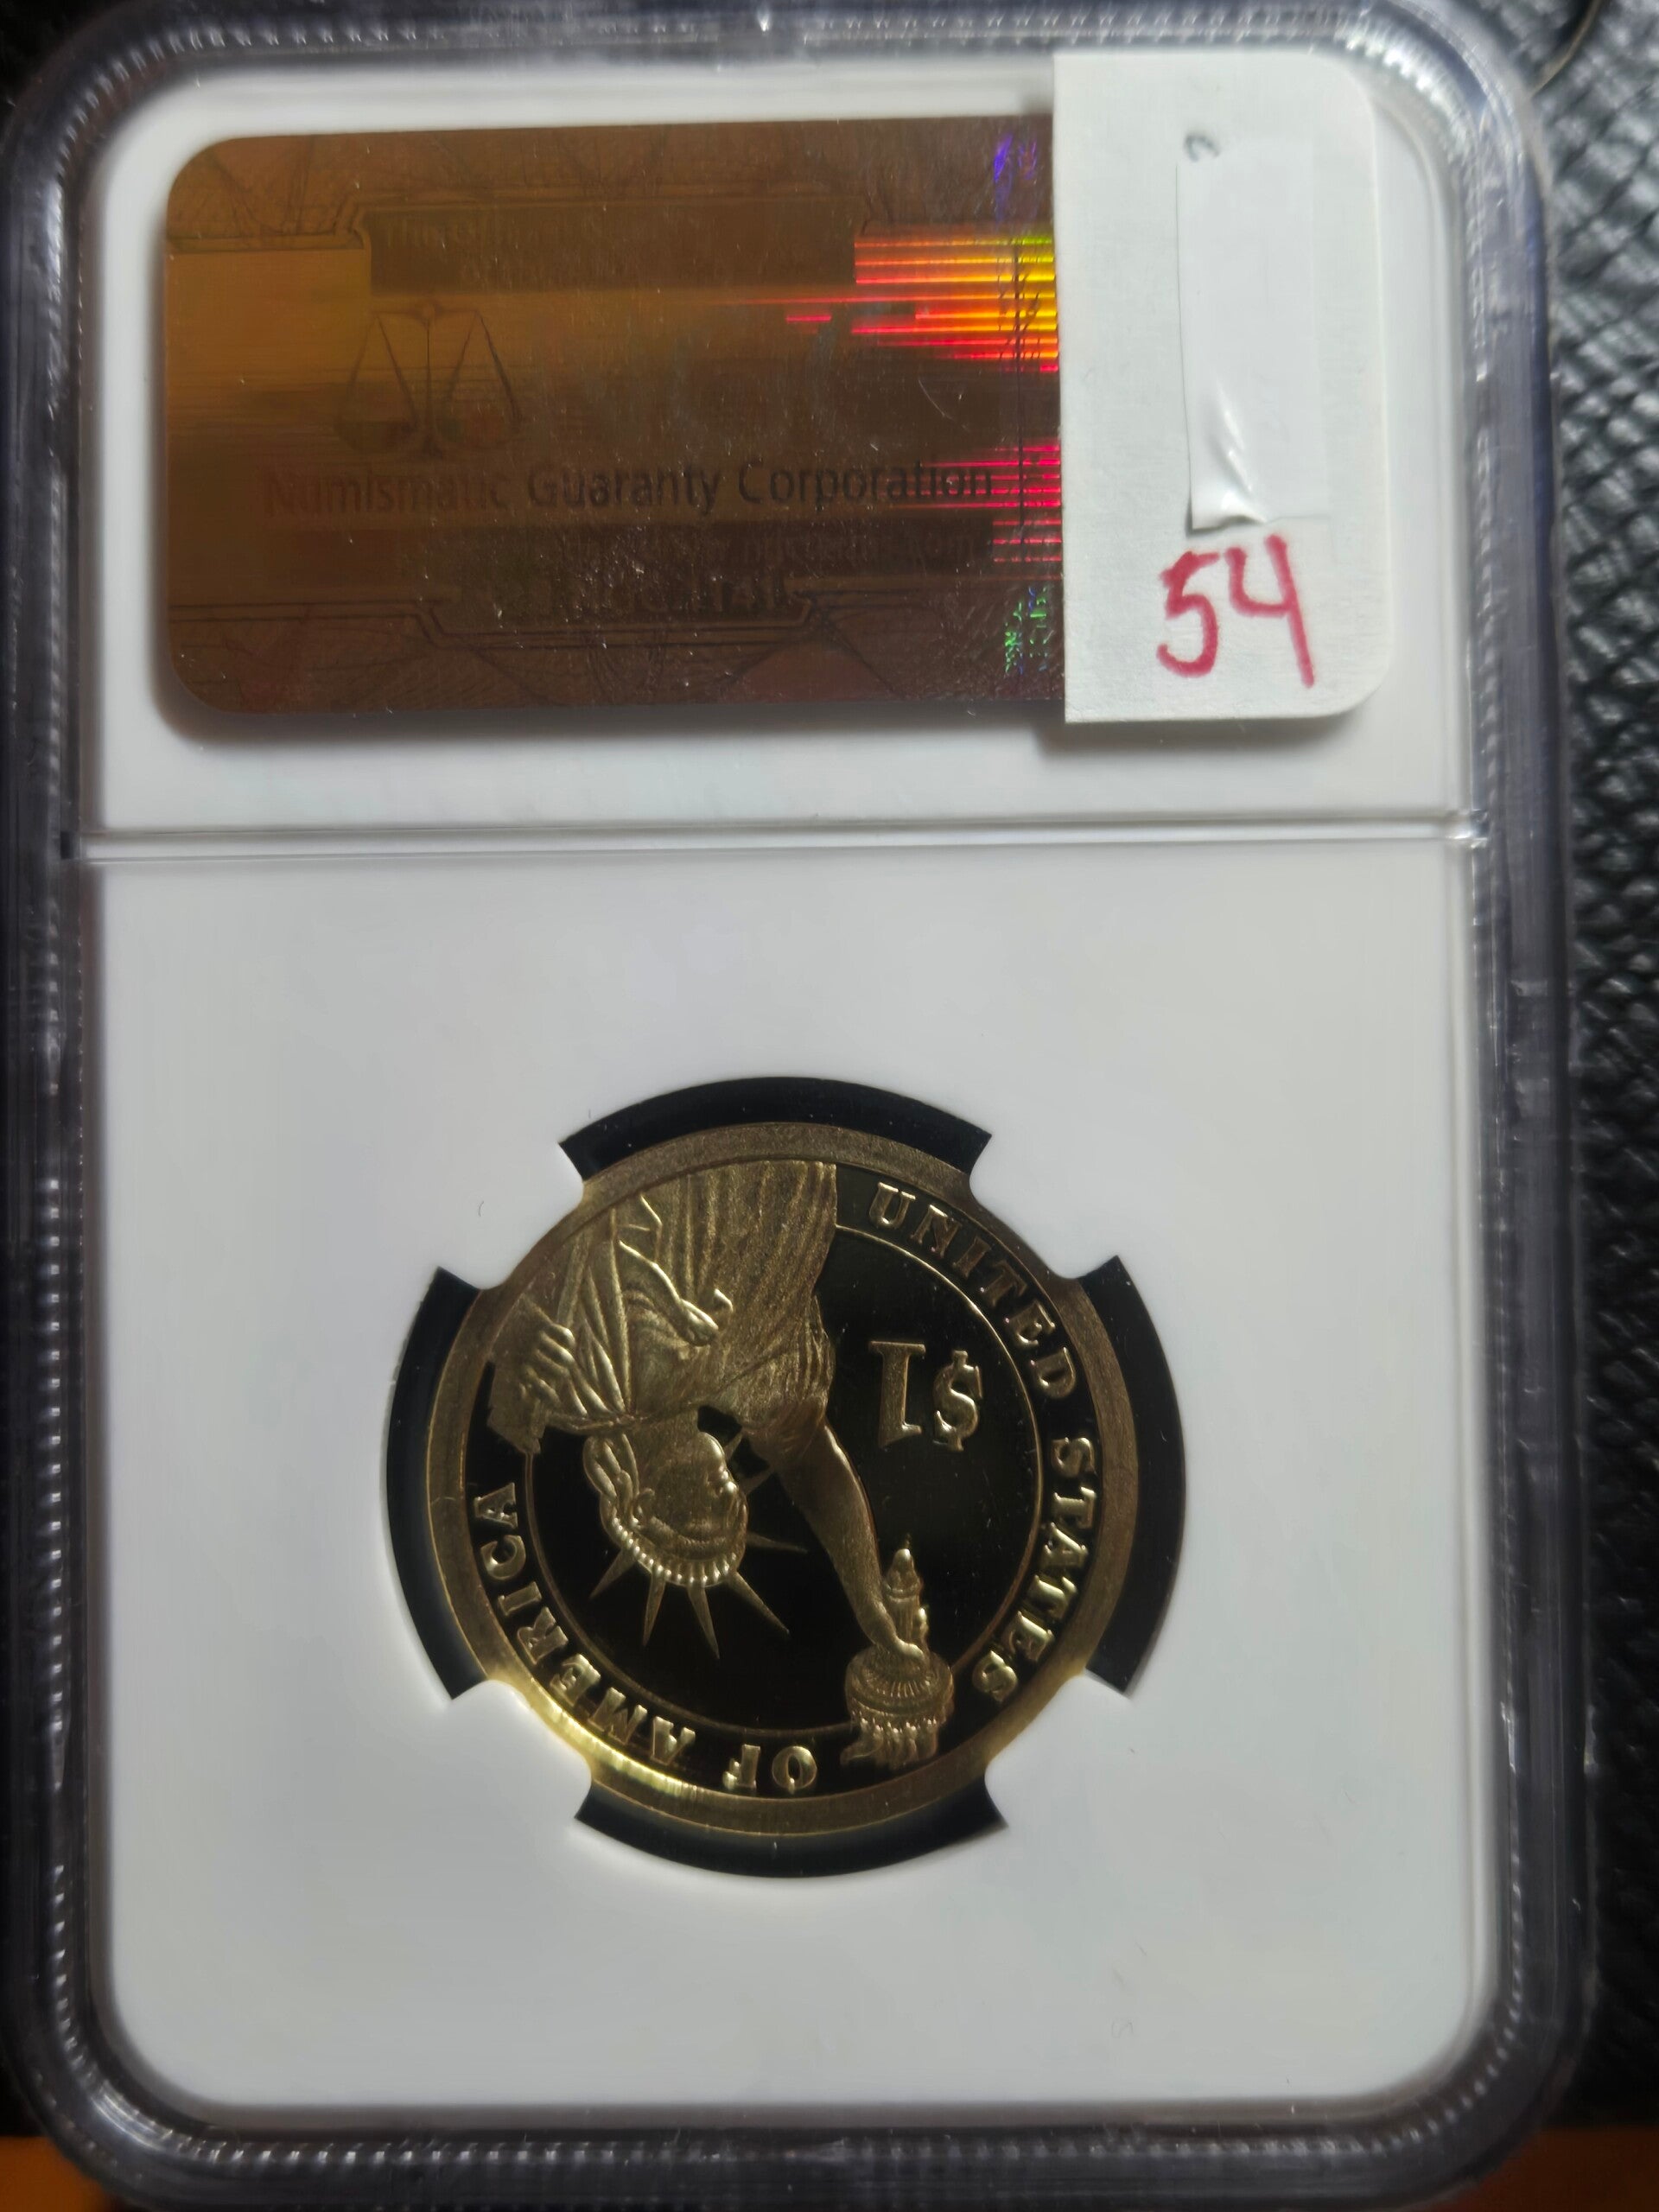 Numismatic Guaranty Corporation
54
UNITED STATES OF AMERICA
$1